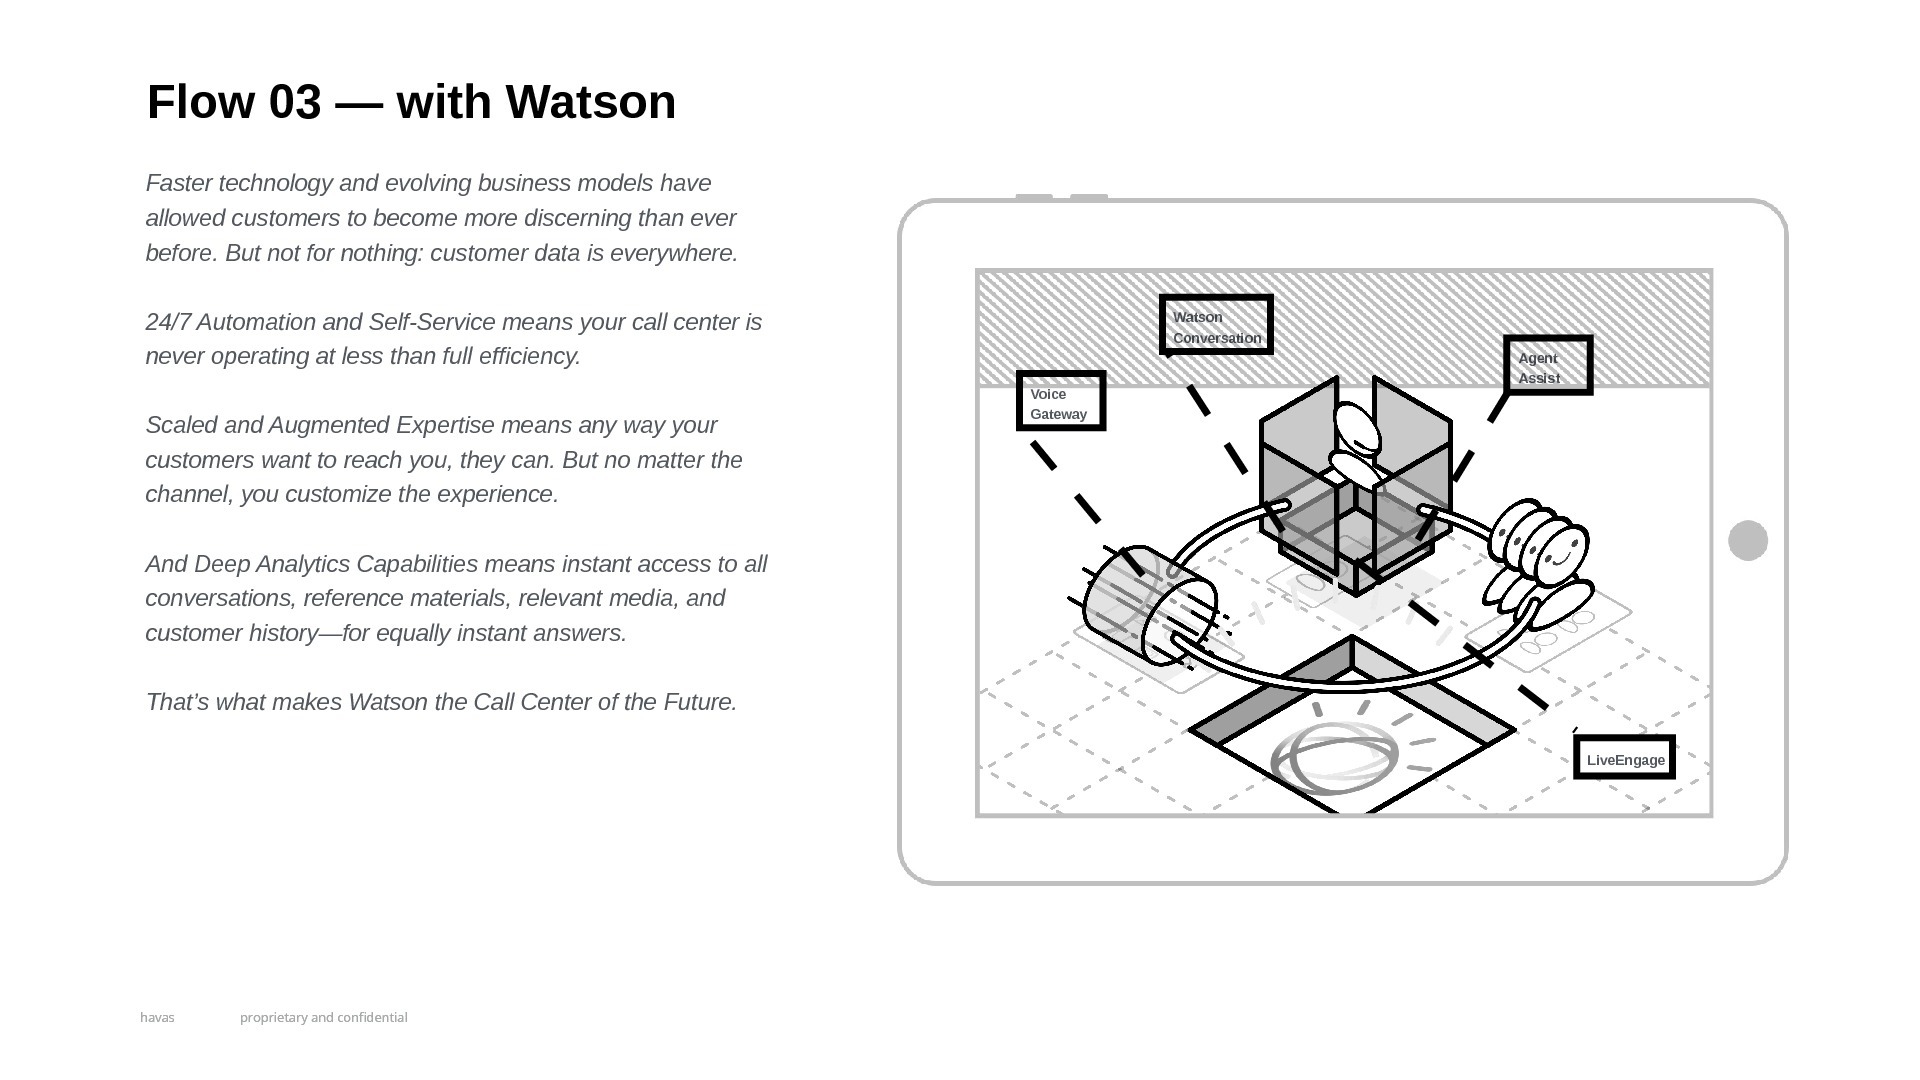 Flow 03 — with Watson
Faster technology and evolving business models have
allowed customers to become more discerning than ever
before. But not for nothing: customer data is everywhere.
24/7 Automation and Self-Service means your call center is
never operating at less than full efficiency.
Scaled and Augmented Expertise means any way your
customers want to reach you, they can. But no matter the
channel, you customize the experience.
And Deep Analytics Capabilities means instant access to all
conversations, reference materials, relevant media, and
customer history—for equally instant answers.
That’s what makes Watson the Call Center of the Future.
Watson
Conversation
Agent
Assist
Voice
Gateway
LiveEngage
havas
proprietary and confidential